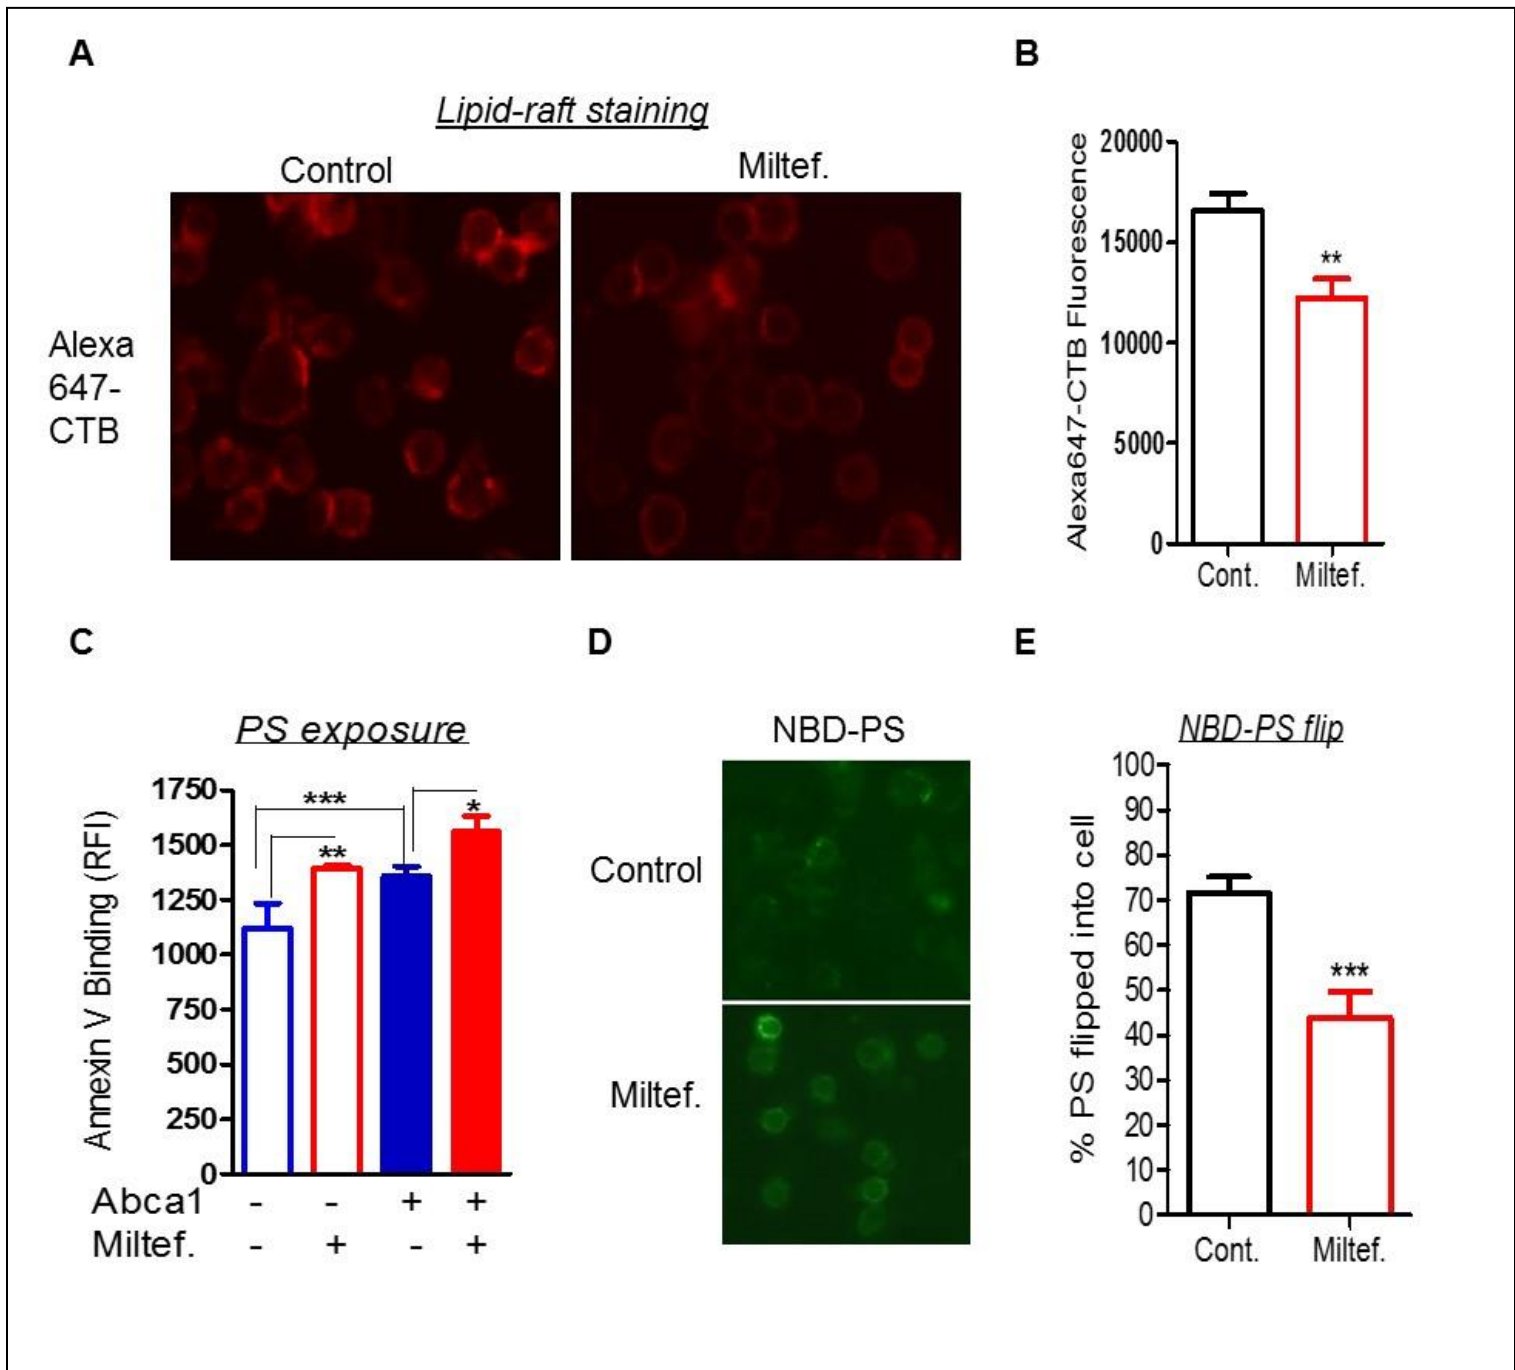 A
Lipid-raft staining
Control
Miltef.
Alexa
647-
CTB
B
Alexa647-CTB Fluorescence
20000
15000
10000
5000
0
**
Cont.
Miltef.
C
PS exposure
Annexin V Binding (RFI)
1750
1500
1250
1000
750
500
250
0
***
**
*
Abca1 - - + +
Miltef. - + - +
D
NBD-PS
Control
Miltef.
E
NBD-PS flip
% PS flipped into cell
100
90
80
70
60
50
40
30
20
10
0
***
Cont.
Miltef.